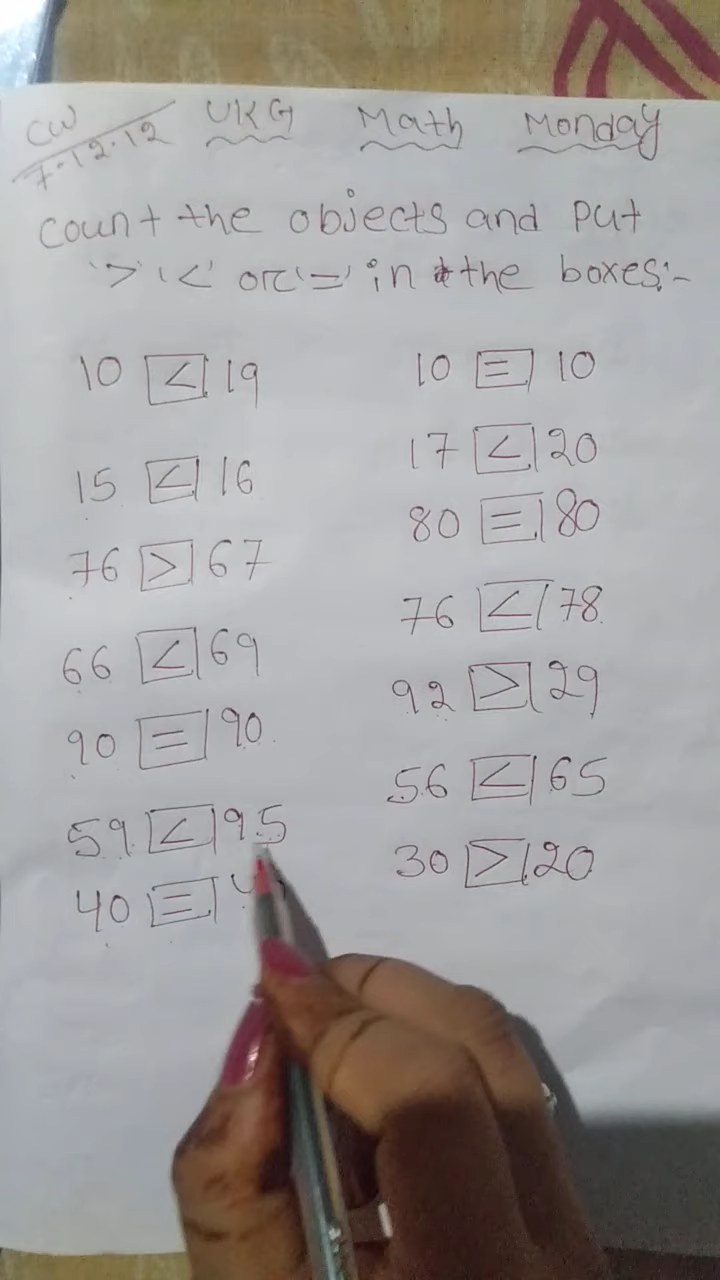 CW UKG Math Monday
7.12.12
Count the objects and put
'>' '<' or '=' in the boxes:-
10 < 19
15 < 16
76 > 67
66 < 69
90 = 90
59 < 95
40 =
10 = 10
17 < 20
80 = 80
76 < 78
92 > 29
56 < 65
30 > 20